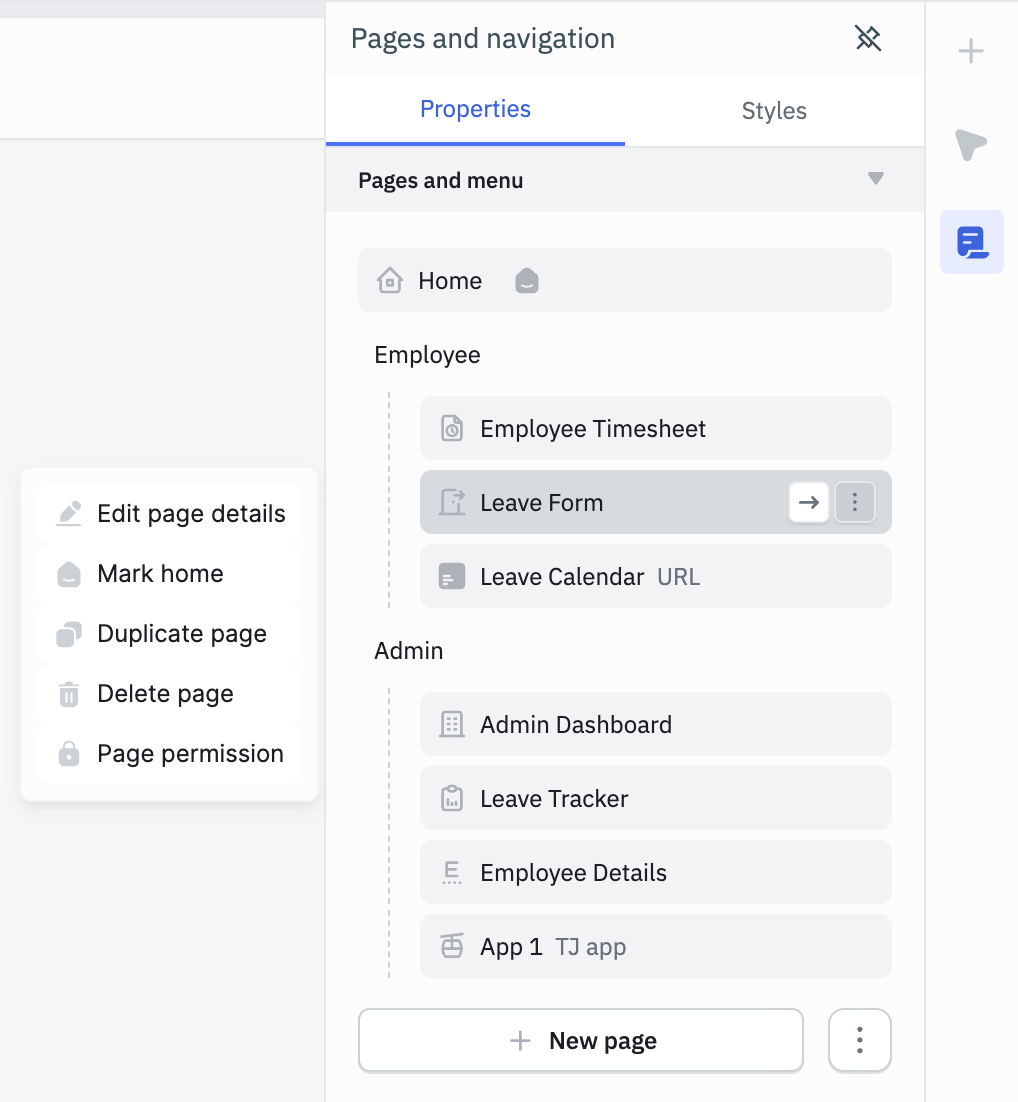 Pages and navigation
Properties
Styles
Pages and menu
Home
Employee
Employee Timesheet
Leave Form
Leave Calendar URL
Edit page details
Mark home
Duplicate page
Delete page
Page permission
Admin
Admin Dashboard
Leave Tracker
E
Employee Details
App 1 TJ app
New page